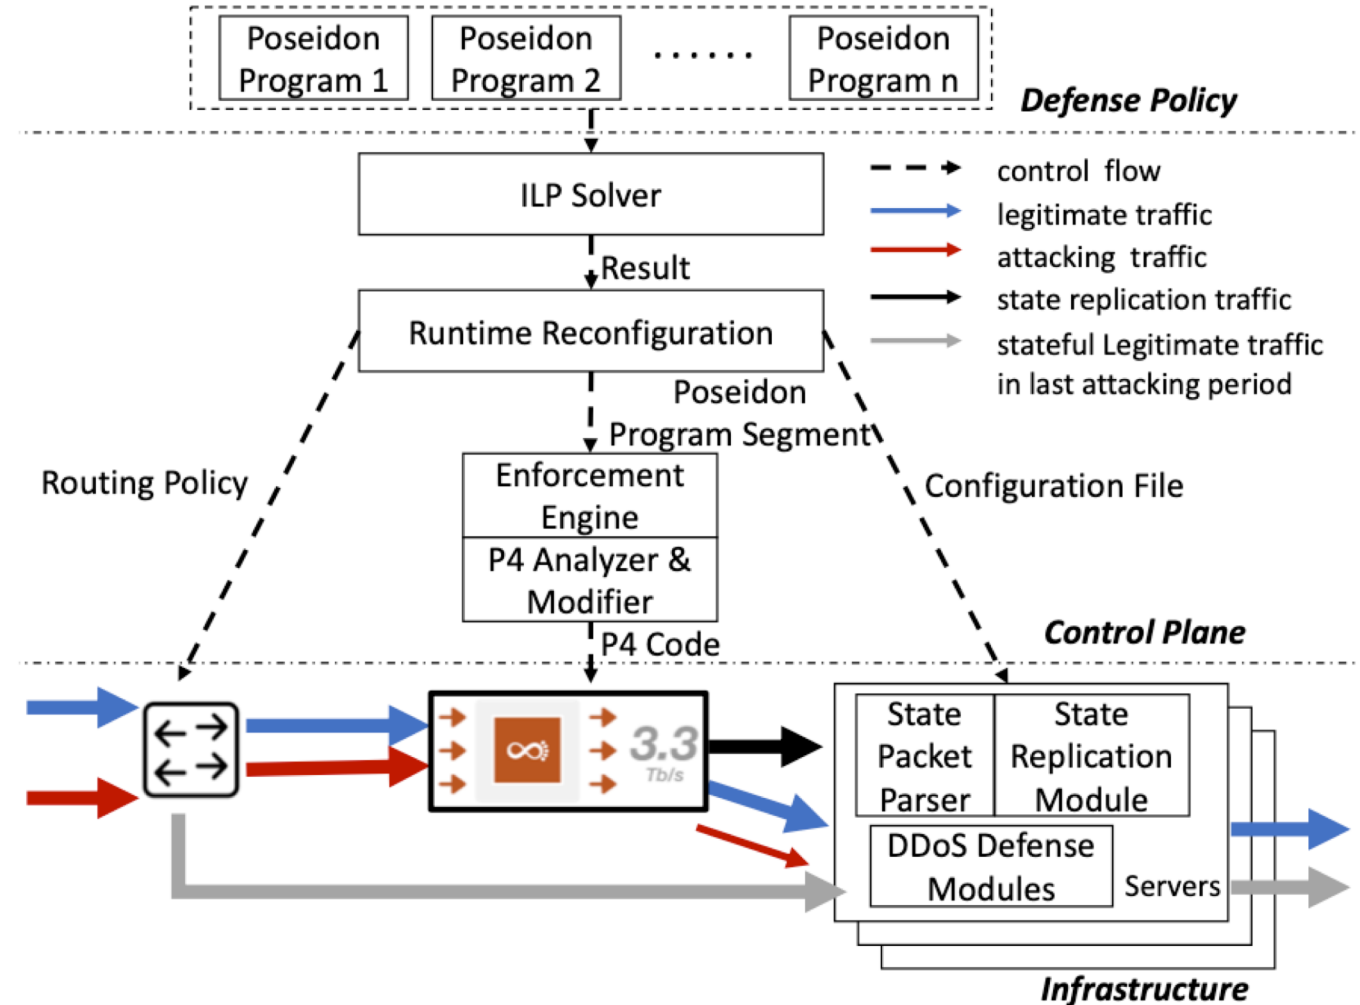 Poseidon
Program 1
Poseidon
Program 2
......
Poseidon
Program n
Defense Policy
ILP Solver
control flow
legitimate traffic
attacking traffic
state replication traffic
stateful Legitimate traffic
in last attacking period
Result
Runtime Reconfiguration
Poseidon
Program Segment
Routing Policy
Configuration File
Enforcement
Engine
P4 Analyzer &
Modifier
P4 Code
Control Plane
3.3
Tb/s
State
Packet
Parser
State
Replication
Module
DDoS Defense
Modules
Servers
Infrastructure